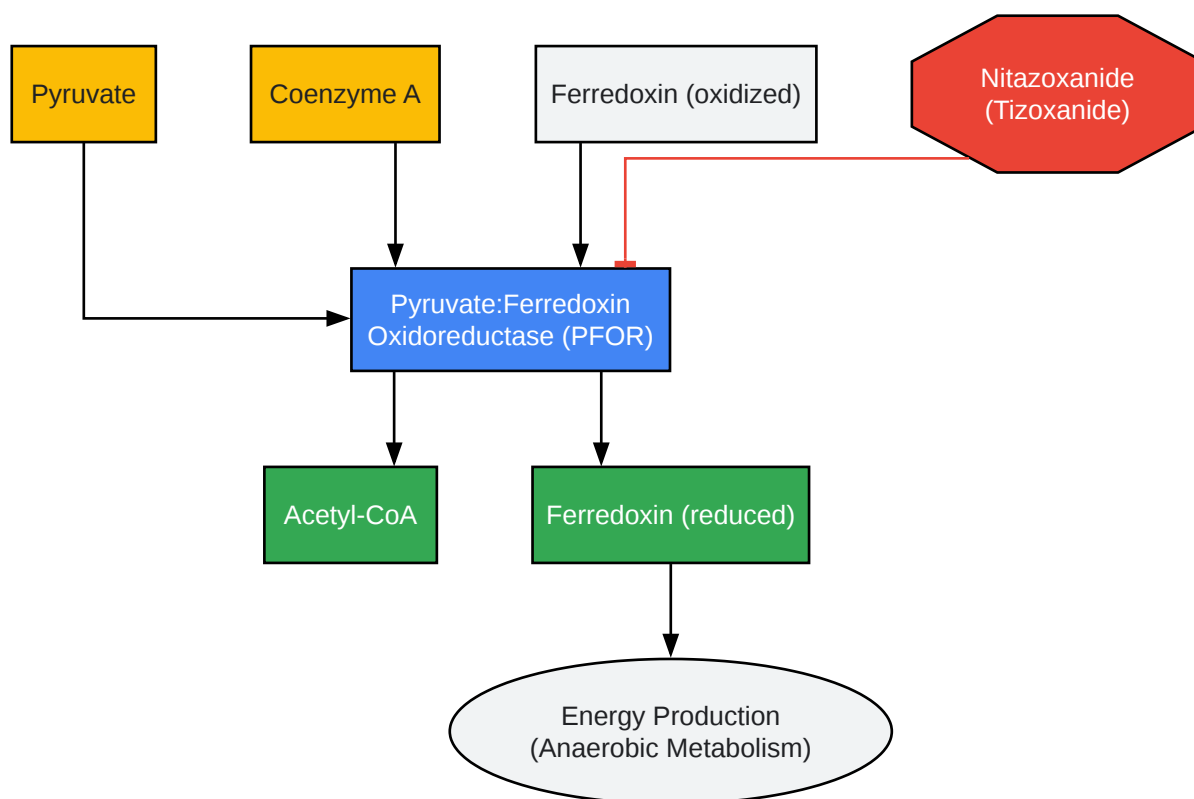 Pyruvate
Coenzyme A
Ferredoxin (oxidized)
Nitazoxanide
(Tizoxanide)
Pyruvate:Ferredoxin
Oxidoreductase (PFOR)
Acetyl-CoA
Ferredoxin (reduced)
Energy Production
(Anaerobic Metabolism)